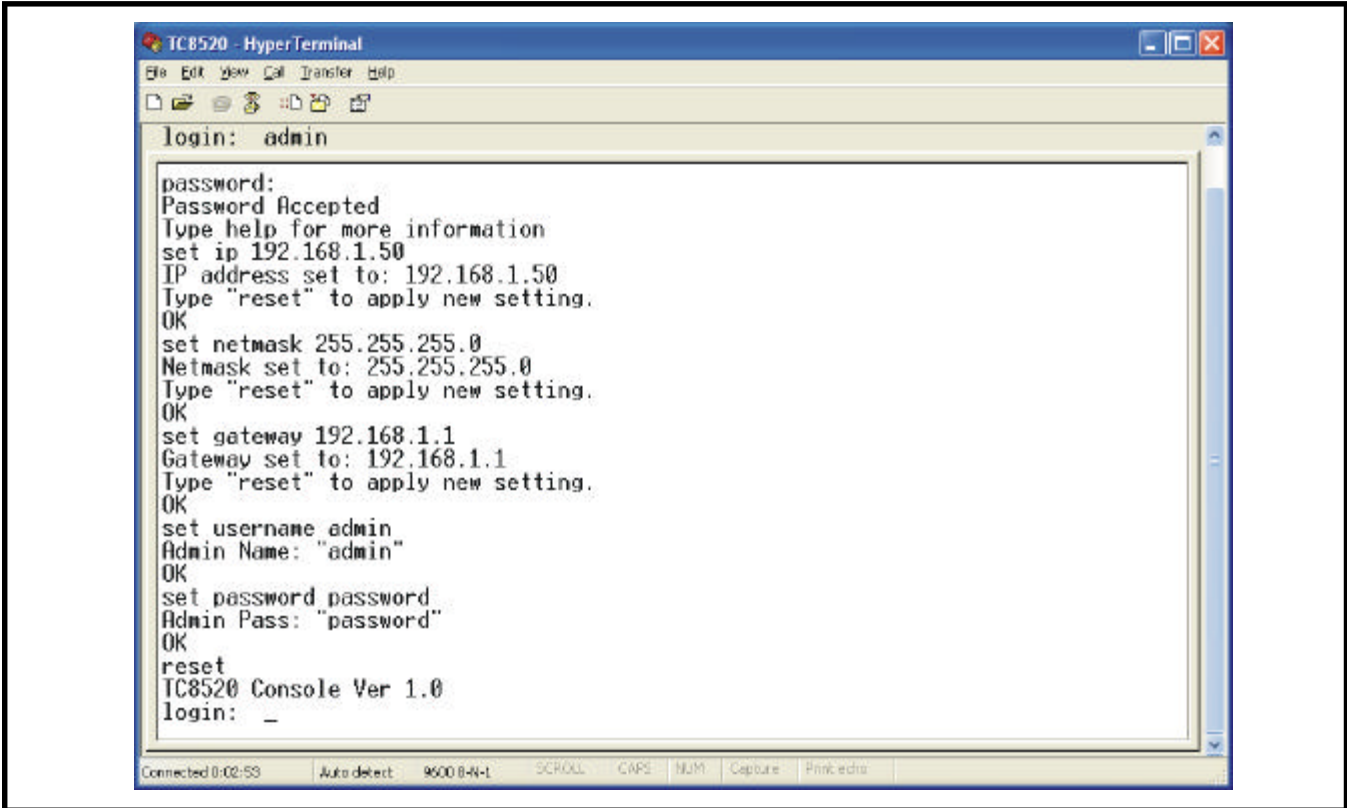 TC8520 - HyperTerminal
File Edit View Call Transfer Help
login: admin
password:
Password Accepted
Type help for more information
set ip 192.168.1.50
IP address set to: 192.168.1.50
Type "reset" to apply new setting.
OK
set netmask 255.255.255.0
Netmask set to: 255.255.255.0
Type "reset" to apply new setting.
OK
set gateway 192.168.1.1
Gateway set to: 192.168.1.1
Type "reset" to apply new setting.
OK
set username admin
Admin Name: "admin"
OK
set password password
Admin Pass: "password"
OK
reset
TC8520 Console Ver 1.0
login: _
Connected 0:02:53 Auto detect 9600 8-N-1 SCROLL CAPS NUM Capture Print echo